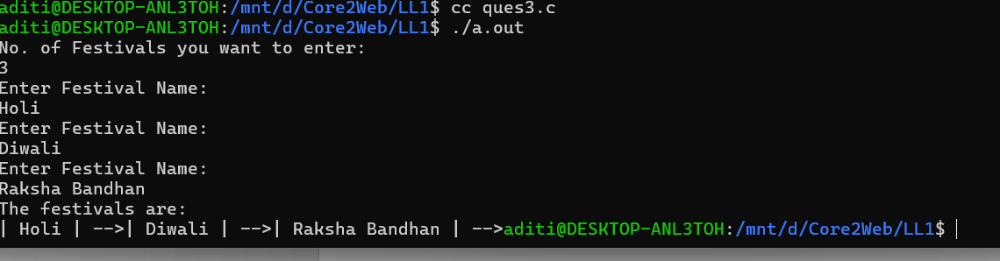 aditi@DESKTOP-ANL3TOH:/mnt/d/Core2Web/LL1$ cc ques3.c
aditi@DESKTOP-ANL3TOH:/mnt/d/Core2Web/LL1$ ./a.out
No. of Festivals you want to enter:
3
Enter Festival Name:
Holi
Enter Festival Name:
Diwali
Enter Festival Name:
Raksha Bandhan
The festivals are:
| Holi | -->| Diwali | -->| Raksha Bandhan | -->aditi@DESKTOP-ANL3TOH:/mnt/d/Core2Web/LL1$